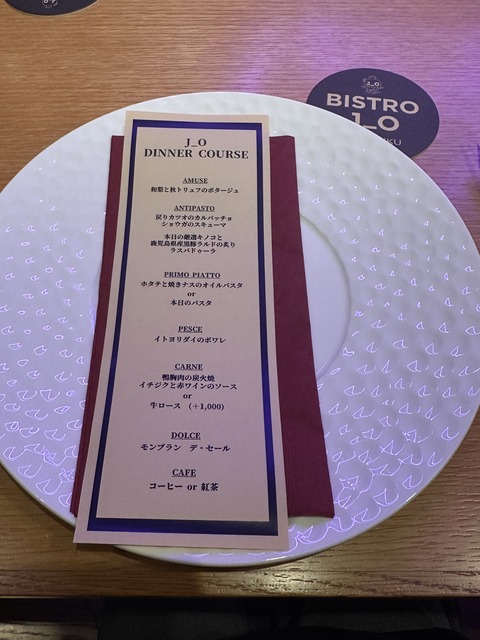 BISTRO
J_O
KU
J_O
DINNER COURSE
AMUSE
和梨と秋トリュフのポタージュ
ANTIPASTO
戻りカツオのカルパッチョ
ショウガのスキューマ
本日の厳選キノコと
鹿児島県産黒豚ラルドの炙り
ラスパドゥーラ
PRIMO PIATTO
ホタテと焼きナスのオイルパスタ
or
本日のパスタ
PESCE
イトヨリダイのポワレ
CARNE
鴨胸肉の炭火焼
イチジクと赤ワインのソース
or
牛ロース (+1,000)
DOLCE
モンブラン デ・セール
CAFE
コーヒー or 紅茶